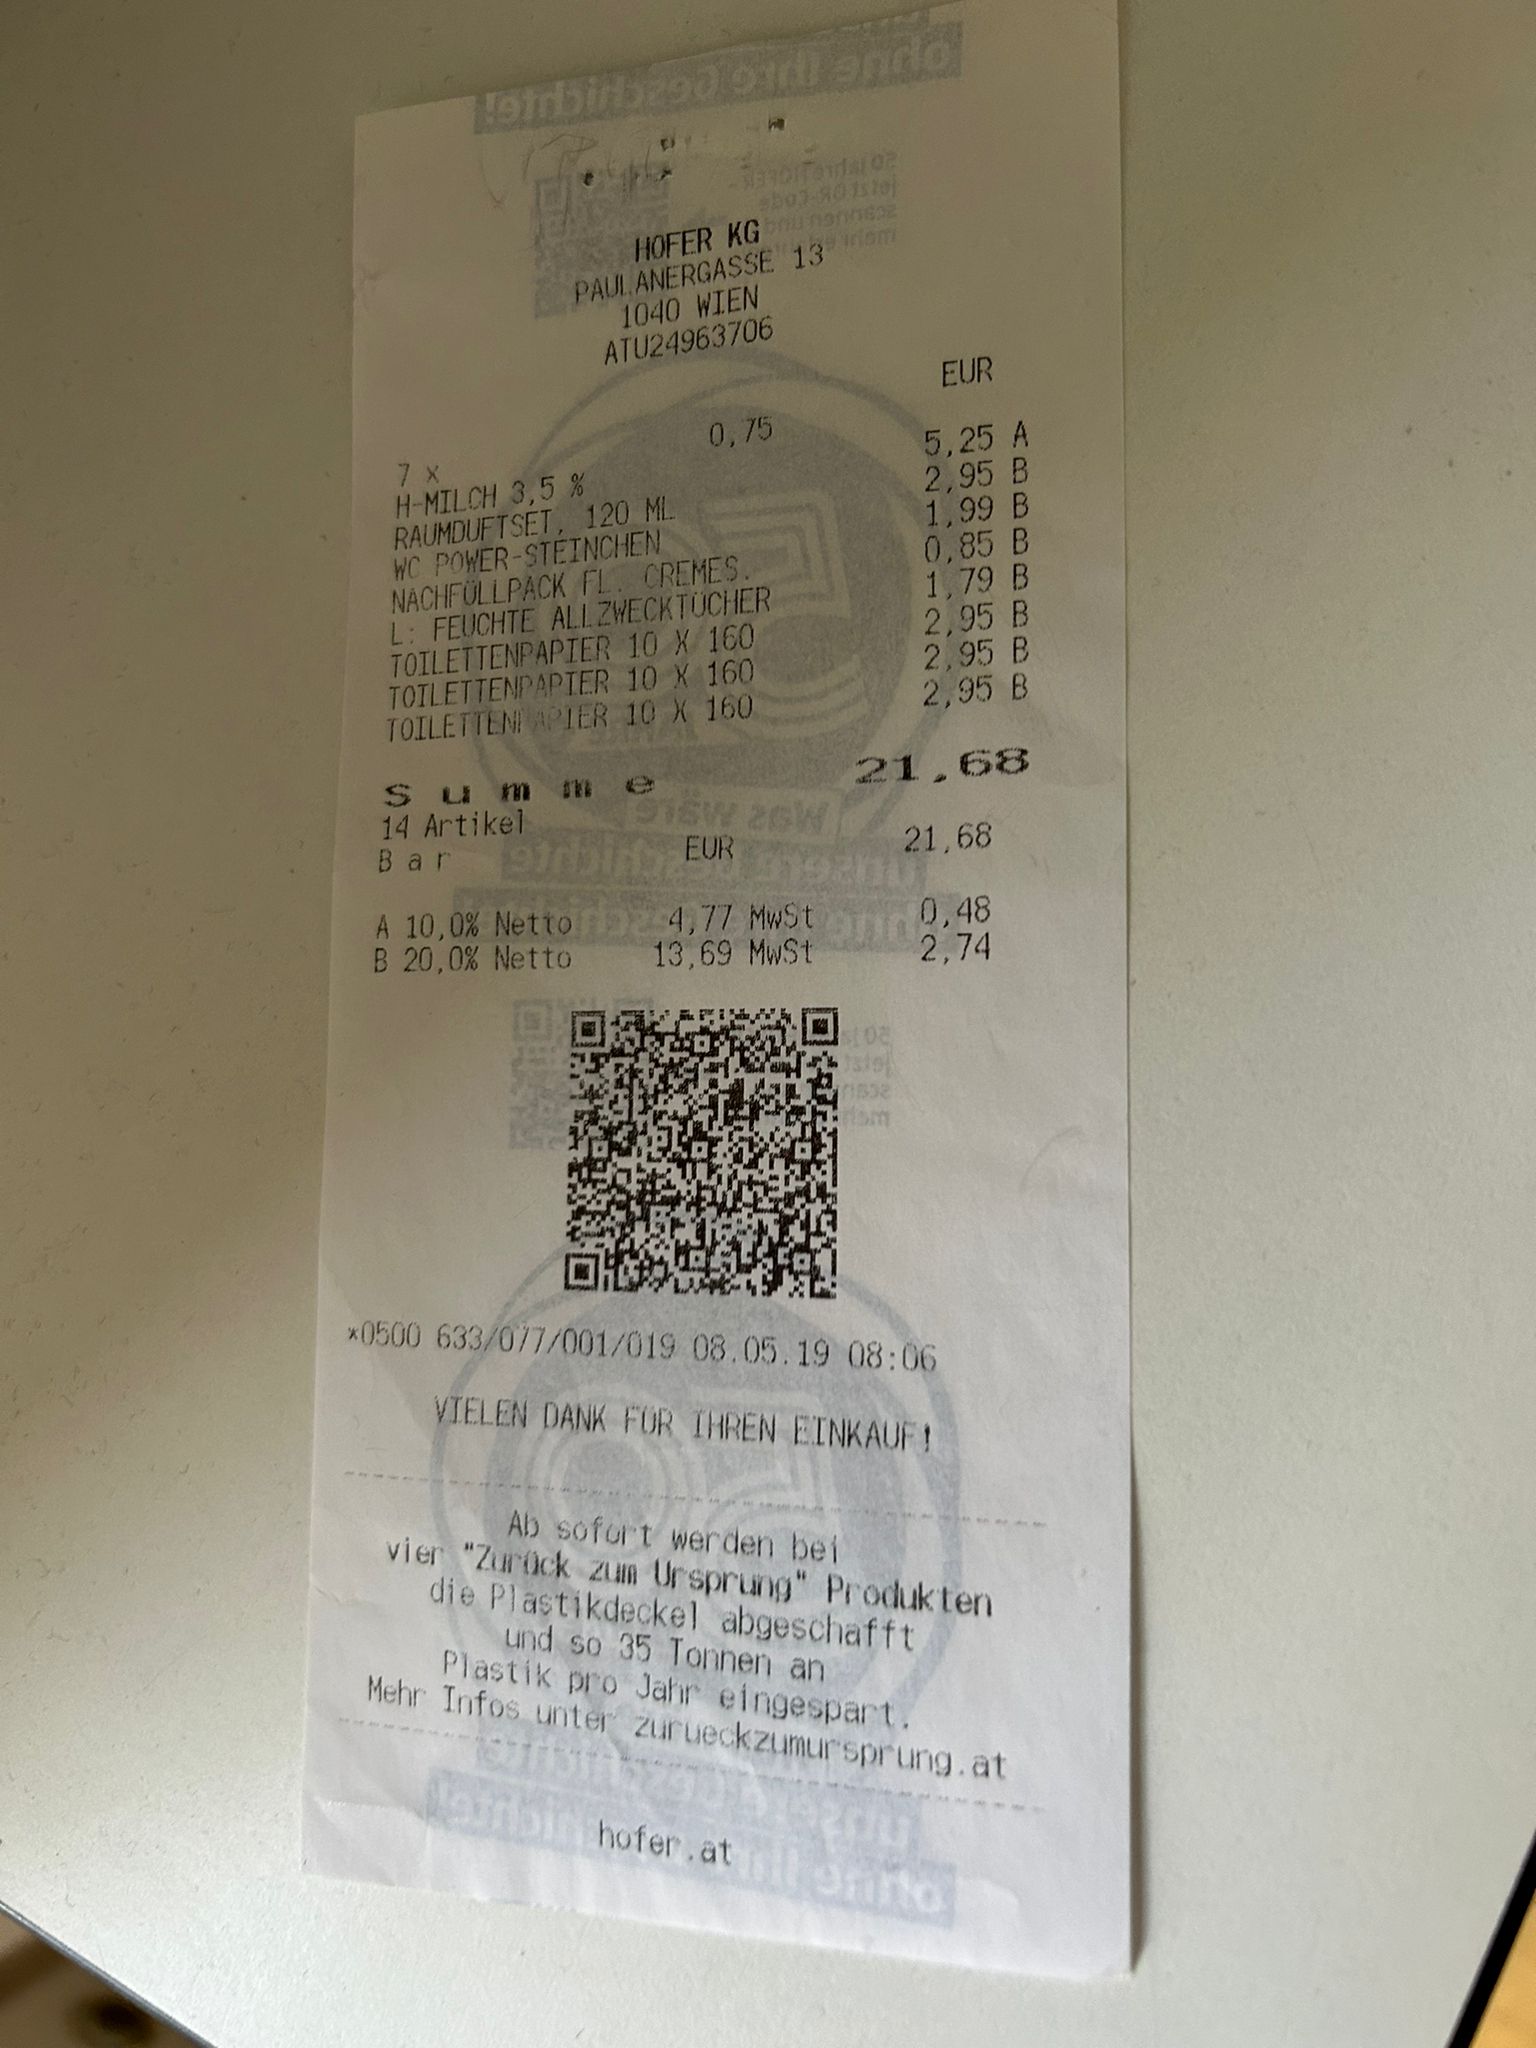 HOFER KG
PAULANERGASSE 13
1040 WIEN
ATU24963706
EUR
7 x 0,75
H-MILCH 3,5 % 5,25 A
RAUMDUFTSET, 120 ML 2,95 B
WC POWER-STEINCHEN 1,99 B
NACHFÜLLPACK FL. CREMES. 0,85 B
L: FEUCHTE ALLZWECKTÜCHER 1,79 B
TOILETTENPAPIER 10 X 160 2,95 B
TOILETTENPAPIER 10 X 160 2,95 B
TOILETTENPAPIER 10 X 160 2,95 B
Summe 21,68
14 Artikel
Bar EUR 21,68
A 10,0% Netto 4,77 MwSt 0,48
B 20,0% Netto 13,69 MwSt 2,74
*0500 633/077/001/019 08.05.19 08:06
VIELEN DANK FÜR IHREN EINKAUF!
Ab sofort werden bei
vier "Zurück zum Ursprung" Produkten
die Plastikdeckel abgeschafft
und so 35 Tonnen an
Plastik pro Jahr eingespart.
Mehr Infos unter zurueckzumursprung.at
hofer.at